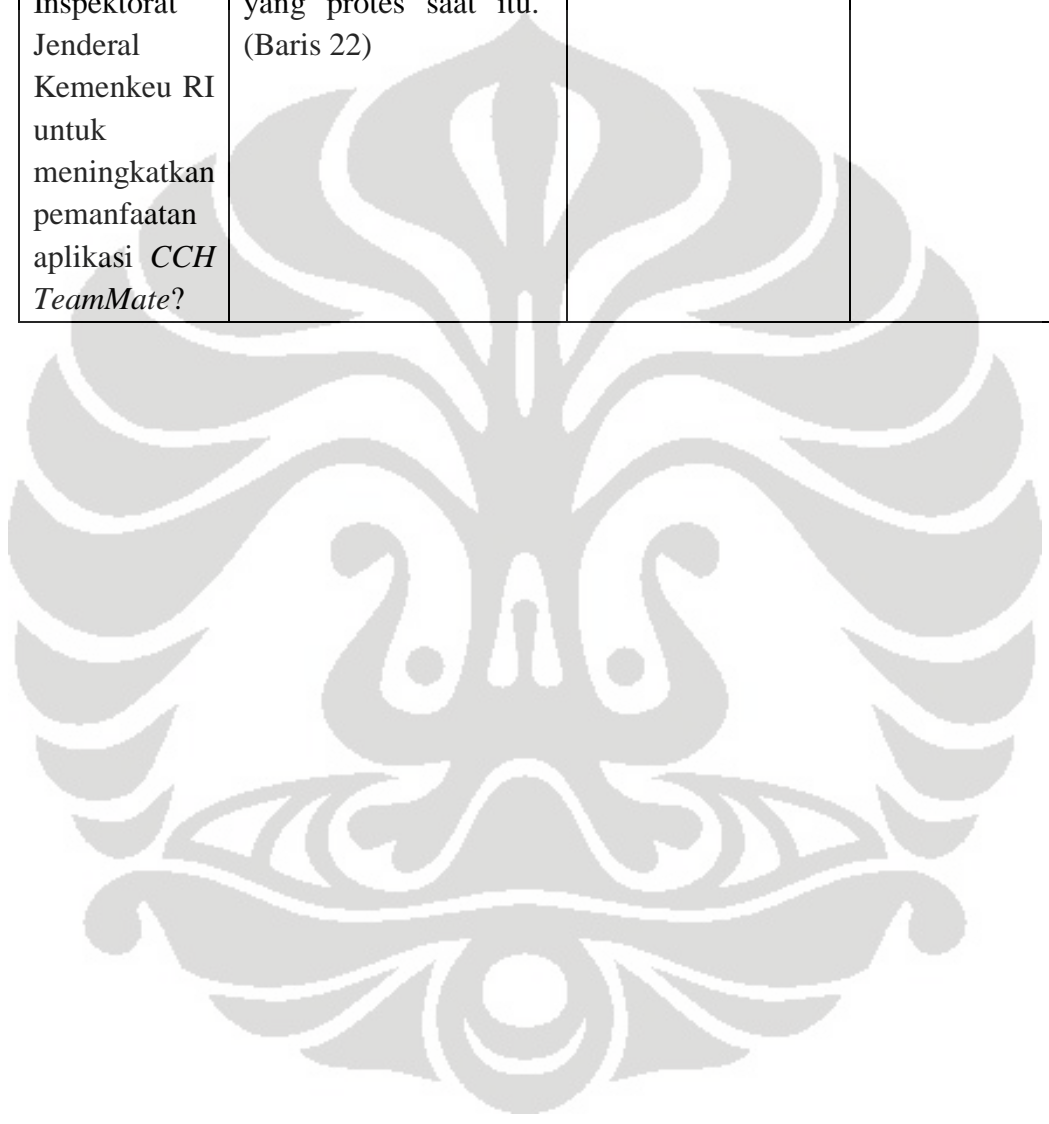 Inspektorat
Jenderal
Kemenkeu RI
untuk
meningkatkan
pemanfaatan
aplikasi CCH
TeamMate?
yang protes saat itu.
(Baris 22)